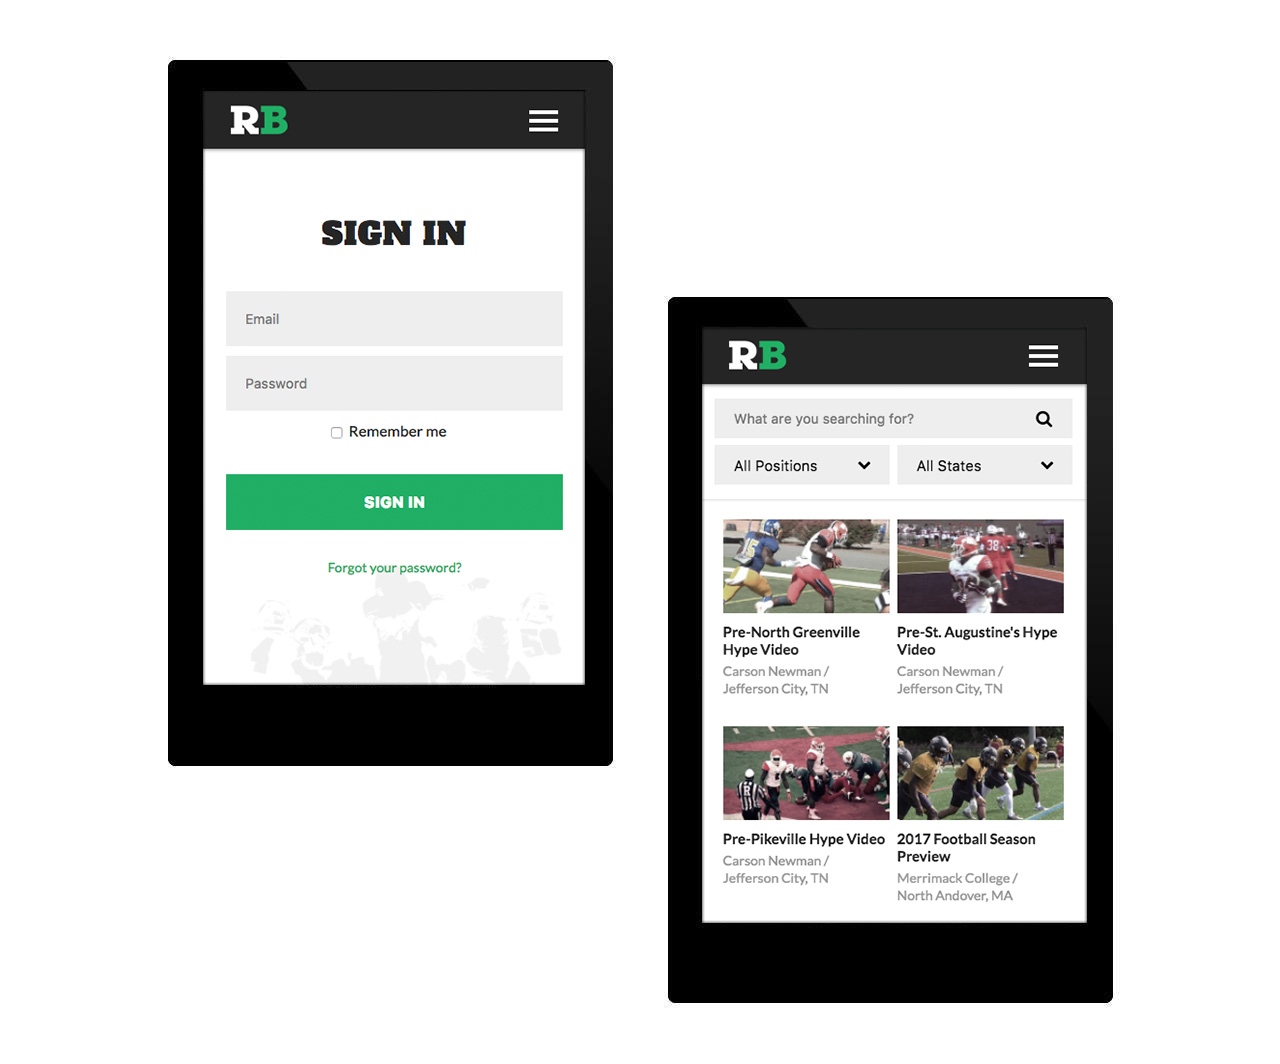 RB
SIGN IN
Email
Password
Remember me
SIGN IN
Forgot your password?
50
RB
What are you searching for?
All Positions
All States
Pre-North Greenville
Hype Video
Carson Newman /
Jefferson City, TN
Pre-St. Augustine's Hype
Video
Carson Newman /
Jefferson City, TN
38
Pre-Pikeville Hype Video
Carson Newman /
Jefferson City, TN
2017 Football Season
Preview
Merrimack College /
North Andover, MA